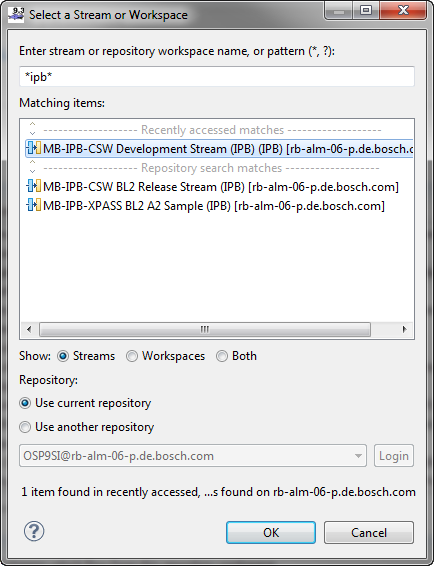 9.3 Select a Stream or Workspace
Enter stream or repository workspace name, or pattern (*, ?):
*ipb*
Matching items:
-------------------- Recently accessed matches --------------------
MB-IPB-CSW Development Stream (IPB) (IPB) [rb-alm-06-p.de.bosch.c
-------------------- Repository search matches --------------------
MB-IPB-CSW BL2 Release Stream (IPB) [rb-alm-06-p.de.bosch.com]
MB-IPB-XPASS BL2 A2 Sample (IPB) [rb-alm-06-p.de.bosch.com]
Show: Streams Workspaces Both
Repository:
Use current repository
Use another repository
OSP9SI@rb-alm-06-p.de.bosch.com Login
1 item found in recently accessed, ...s found on rb-alm-06-p.de.bosch.com
? OK Cancel